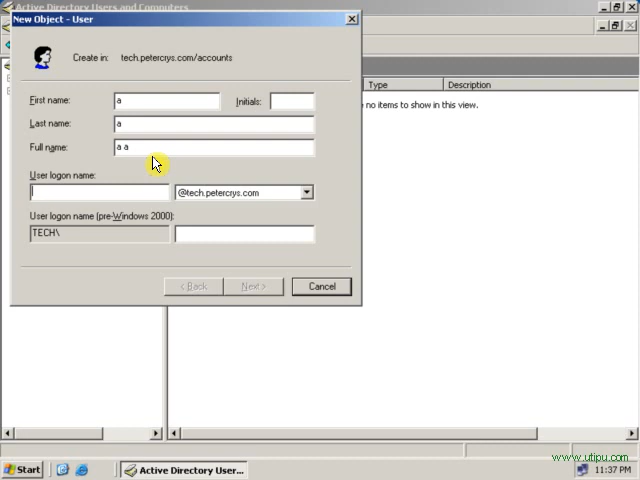 Active Directory Users and Computers
New Object - User
Create in: tech.petercrys.com/accounts
Type Description
no items to show in this view.
First name: a Initials:
Last name: a
Full name: a a
User logon name:
@tech.petercrys.com
User logon name (pre-Windows 2000):
TECH\
< Back Next > Cancel
www.utipu.com
Start Active Directory User... 11:37 PM